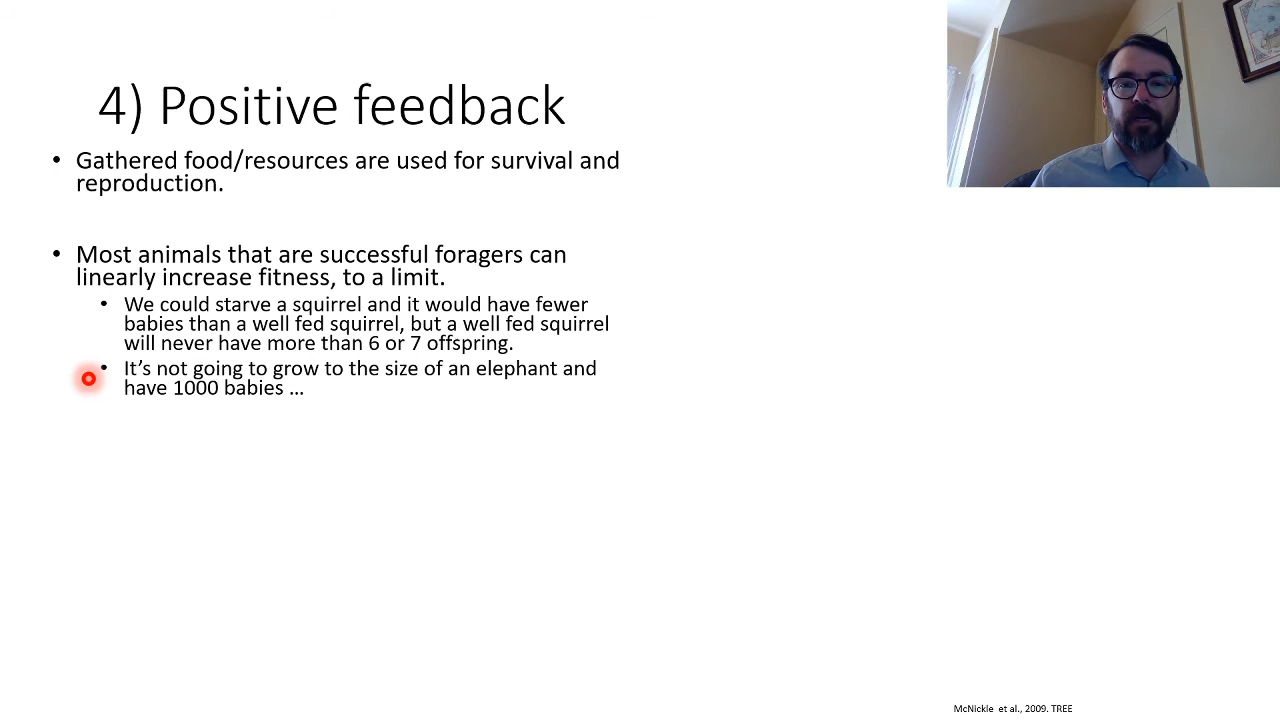 4) Positive feedback
• Gathered food/resources are used for survival and
reproduction.
• Most animals that are successful foragers can
linearly increase fitness, to a limit.
• We could starve a squirrel and it would have fewer
babies than a well fed squirrel, but a well fed squirrel
will never have more than 6 or 7 offspring.
• It’s not going to grow to the size of an elephant and
have 1000 babies …
McNickle et al., 2009. TREE